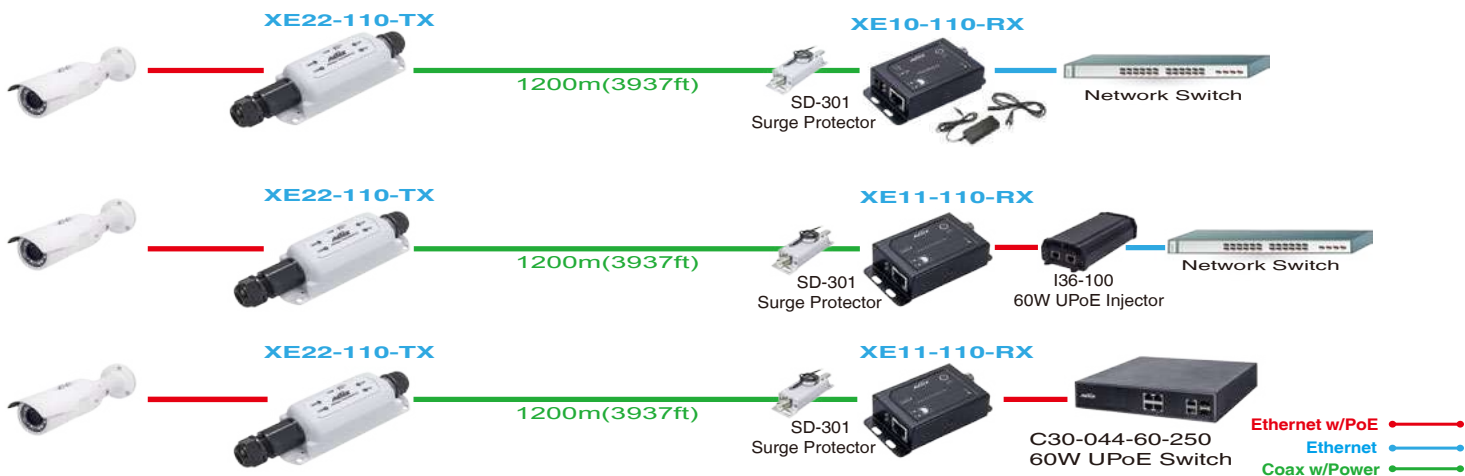 XE22-110-TX
XE10-110-RX
1200m(3937ft)
SD-301
Surge Protector
Network Switch
XE22-110-TX
XE11-110-RX
1200m(3937ft)
SD-301
Surge Protector
I36-100
60W UPoE Injector
Network Switch
XE22-110-TX
XE11-110-RX
1200m(3937ft)
SD-301
Surge Protector
C30-044-60-250
60W UPoE Switch
Ethernet w/PoE
Ethernet
Coax w/Power